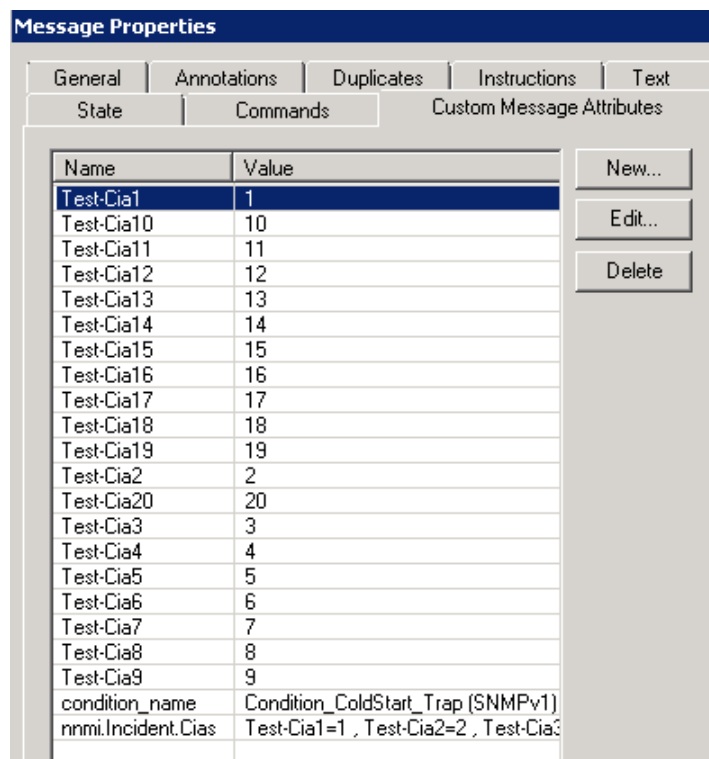 Message Properties
General Annotations Duplicates Instructions Text
State Commands Custom Message Attributes
Name Value New...
Test-Cia1 1
Test-Cia10 10 Edit...
Test-Cia11 11
Test-Cia12 12 Delete
Test-Cia13 13
Test-Cia14 14
Test-Cia15 15
Test-Cia16 16
Test-Cia17 17
Test-Cia18 18
Test-Cia19 19
Test-Cia2 2
Test-Cia20 20
Test-Cia3 3
Test-Cia4 4
Test-Cia5 5
Test-Cia6 6
Test-Cia7 7
Test-Cia8 8
Test-Cia9 9
condition_name Condition_ColdStart_Trap (SNMPv1)
nnmi.Incident.Cias Test-Cia1=1 , Test-Cia2=2 , Test-Cia3